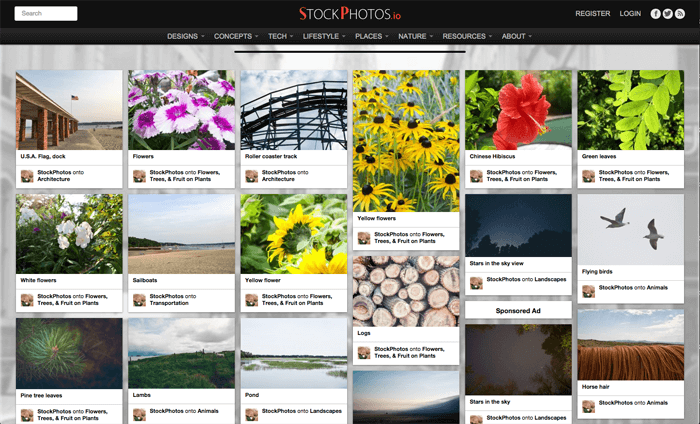 Search
STOCKPHOTOS.io
REGISTER LOGIN
DESIGNS CONCEPTS TECH LIFESTYLE PLACES NATURE RESOURCES ABOUT
U.S.A. Flag, dock
StockPhotos onto
Architecture
Flowers
StockPhotos onto Flowers,
Trees, & Fruit on Plants
Roller coaster track
StockPhotos onto
Architecture
Yellow flowers
StockPhotos onto Flowers,
Trees, & Fruit on Plants
Chinese Hibiscus
StockPhotos onto Flowers,
Trees, & Fruit on Plants
Green leaves
StockPhotos onto Flowers,
Trees, & Fruit on Plants
White flowers
StockPhotos onto Flowers,
Trees, & Fruit on Plants
Sailboats
StockPhotos onto
Transportation
Yellow flower
StockPhotos onto Flowers,
Trees, & Fruit on Plants
Logs
StockPhotos onto Flowers,
Trees, & Fruit on Plants
Stars in the sky view
StockPhotos onto Landscapes
Sponsored Ad
Flying birds
StockPhotos onto Animals
Pine tree leaves
StockPhotos onto Flowers,
Trees, & Fruit on Plants
Lambs
StockPhotos onto Animals
Pond
StockPhotos onto Landscapes
Stars in the sky
StockPhotos onto Landscapes
Horse hair
StockPhotos onto Animals